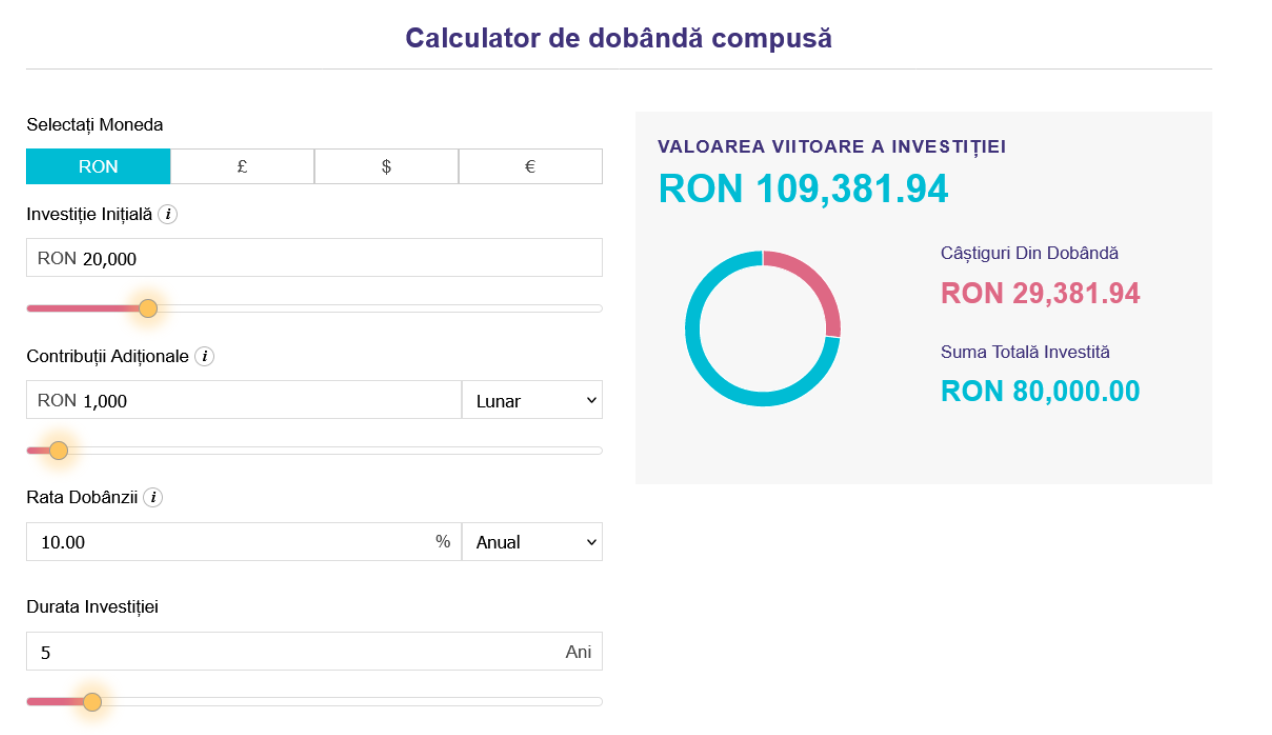 Calculator de dobândă compusă
Selectați Moneda
RON £ $ €
Investiție Inițială i
RON 20,000
Contribuții Adiționale i
RON 1,000 Lunar
Rata Dobânzii i
10.00 % Anual
Durata Investiției
5 Ani
VALOAREA VIITOARE A INVESTIȚIEI
RON 109,381.94
Câștiguri Din Dobândă
RON 29,381.94
Suma Totală Investită
RON 80,000.00